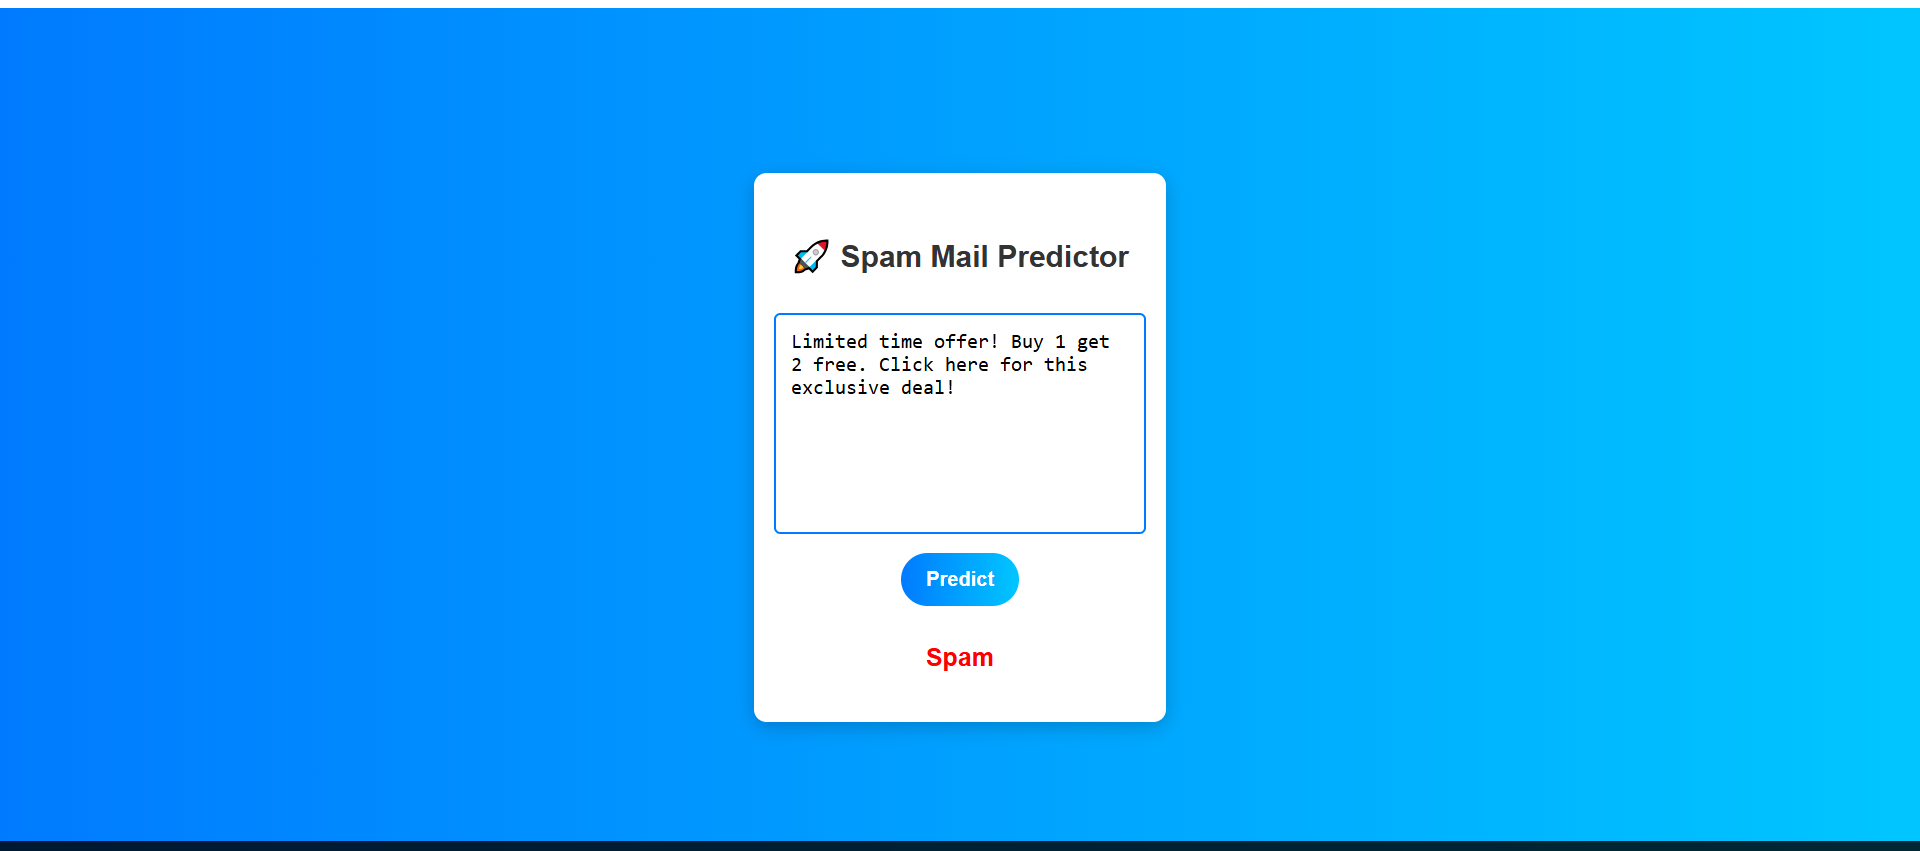 🚀 Spam Mail Predictor
Limited time offer! Buy 1 get
2 free. Click here for this
exclusive deal!
Predict
Spam